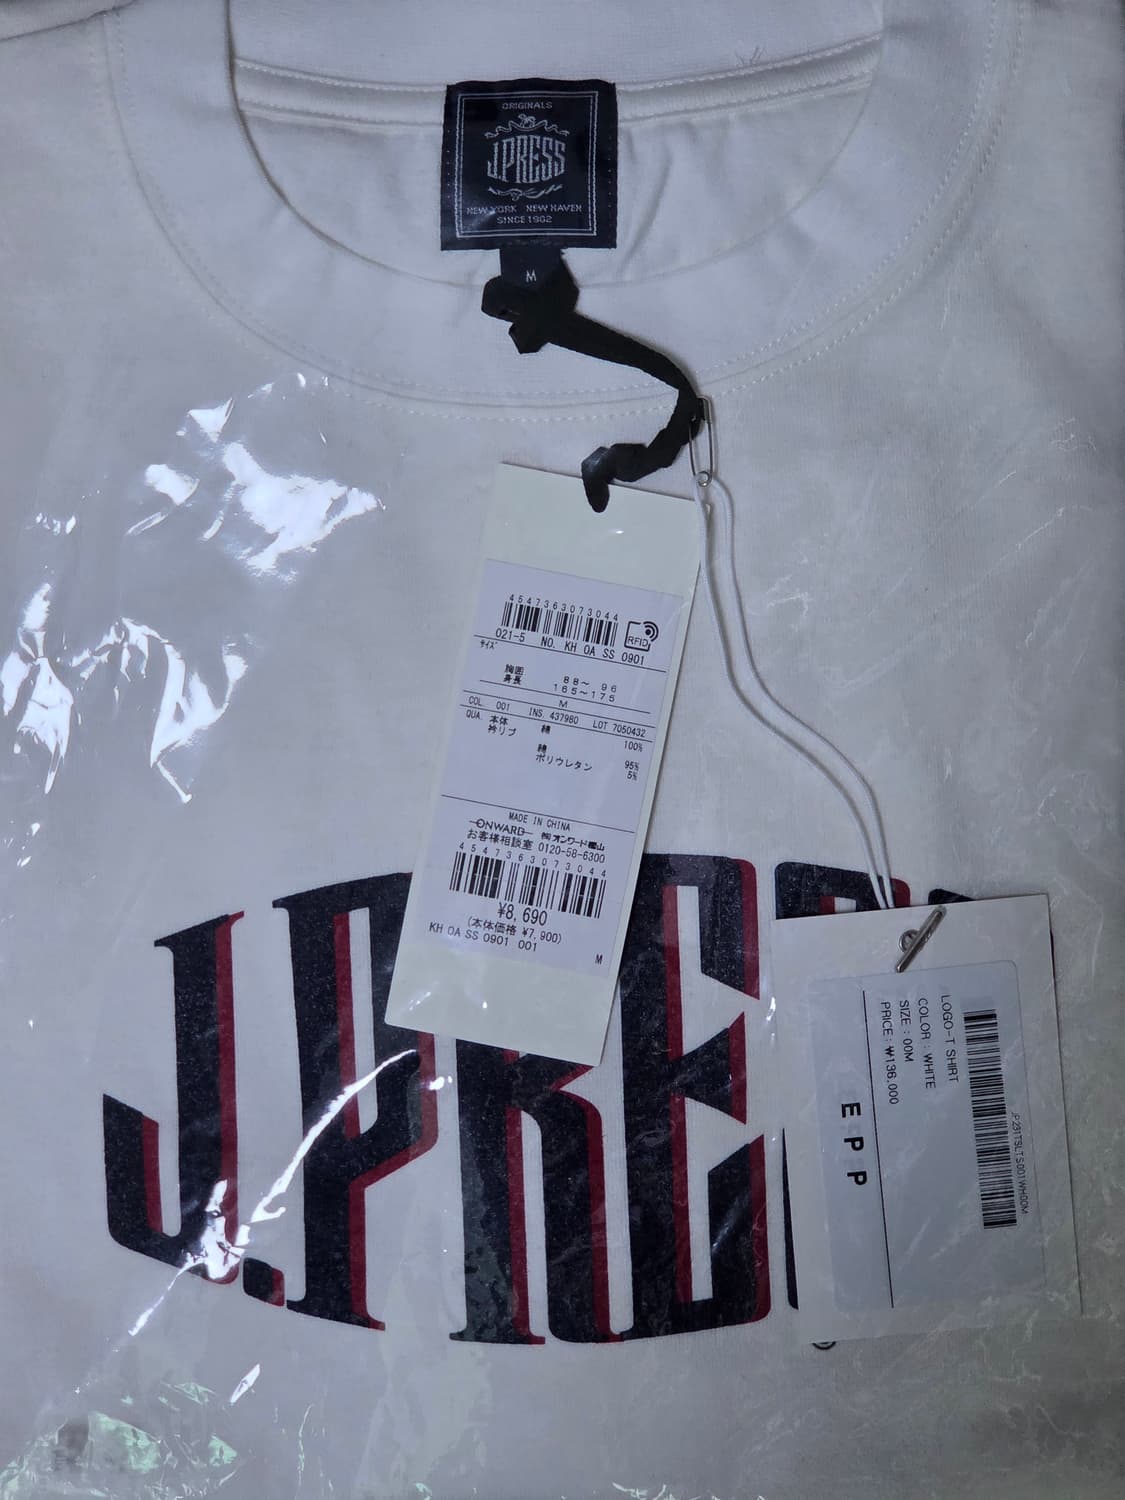 ORIGINALS
J.PRESS
NEW YORK NEW HAVEN
SINCE 1902
M
4547363073044
RFID
021-5 NO. KH OA SS 0901
サイズ
胸囲 88～ 96
身長 165～175
M
COL. 001 INS 437980 LOT 7050432
QUA. 本体 綿 100%
衿リブ 綿 95%
ポリウレタン 5%
MADE IN CHINA
ONWARD ㈱オンワード樫山
お客様相談室 0120-58-6300
4547363073044
¥8,690
(本体価格 ¥7,900)
KH OA SS 0901 001
M
J.PRE
JP231TSLTS001WH00M
LOGO-T SHIRT
COLOR : WHITE
SIZE : 00M
PRICE : ₩136,000
E P P